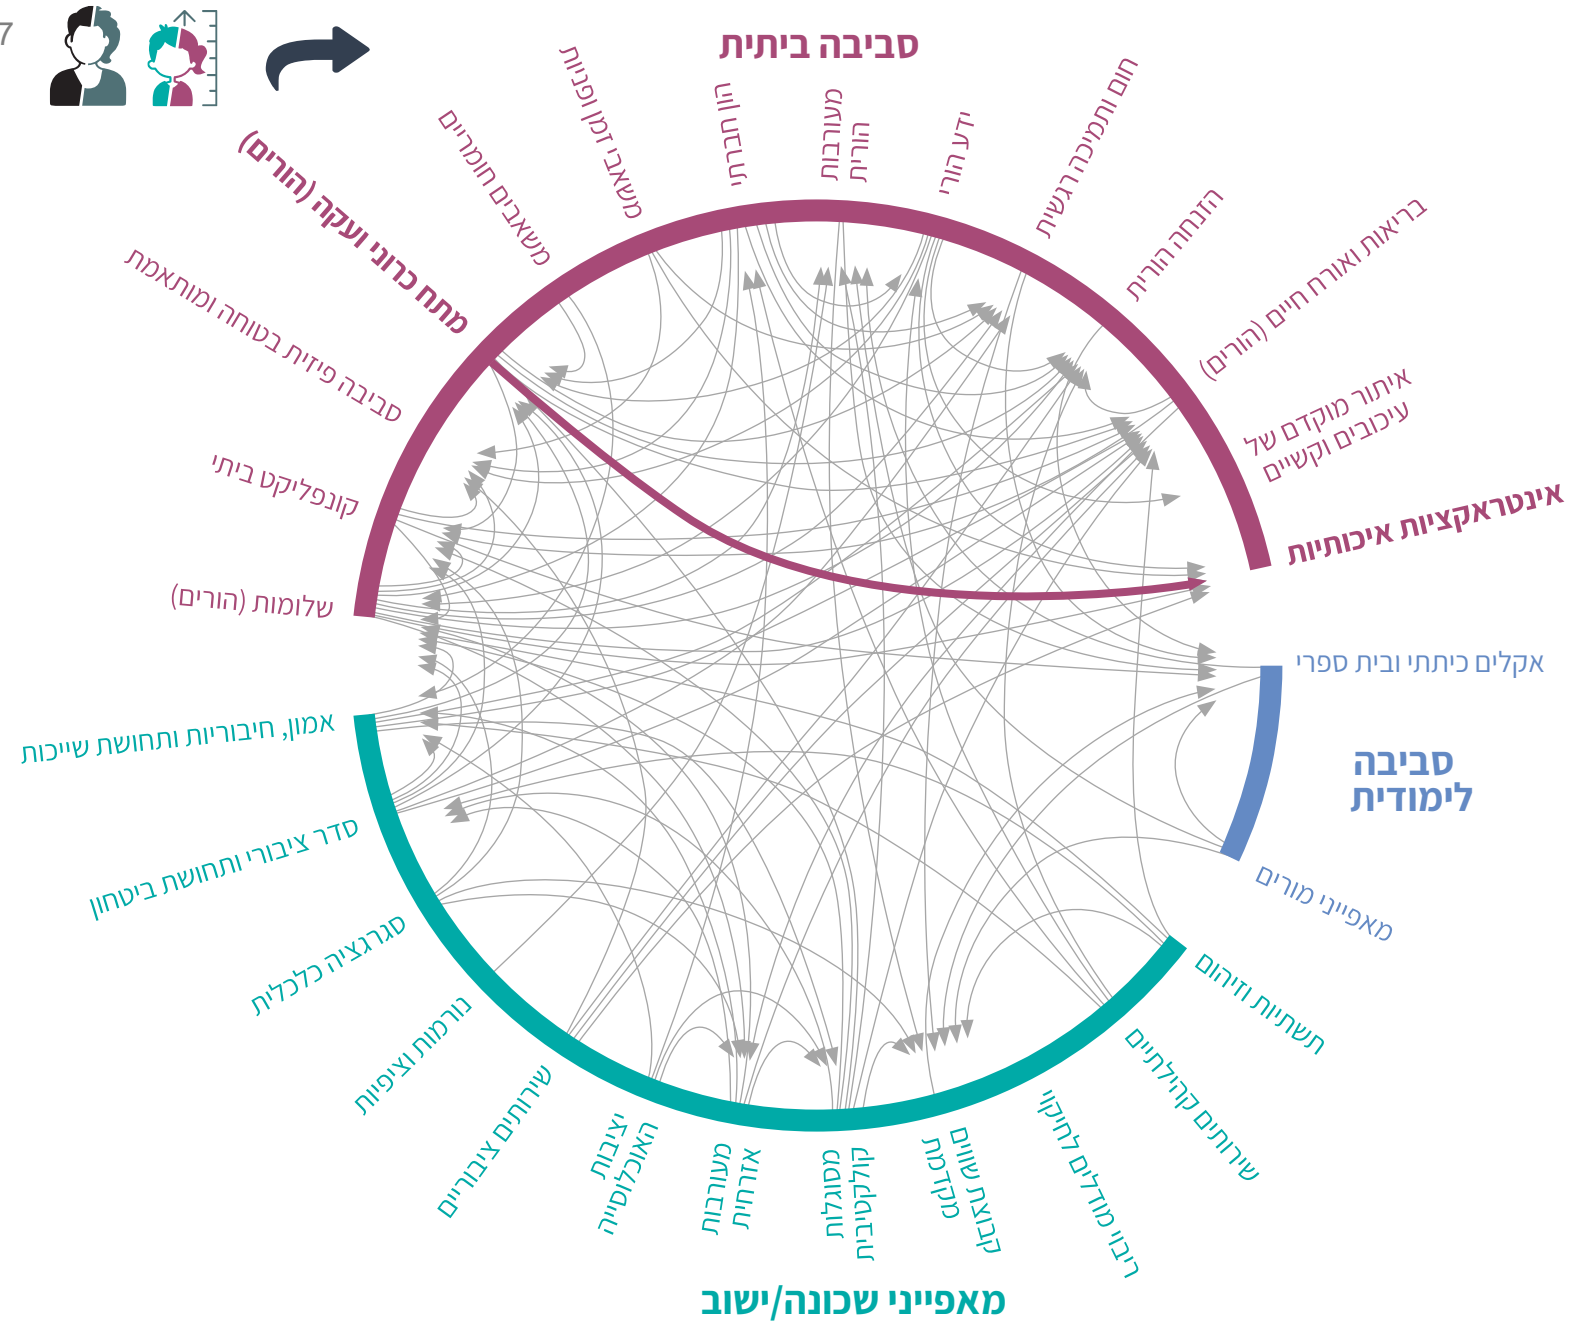 7
סביבה ביתית
מתח כרוני ועקה (הורים)
משאבים חומריים
משאבי זמן ופניות
הון תרבותי
מעורבות
הורית
ידע הורי
חום ותמיכה רגשית
הזנחה הורית
בריאות ואורח חיים (הורים)
איתור מוקדם של
עיכובים וקשיים
אינטראקציות איכותיות
סביבה פיזית בטוחה ומותאמת
קונפליקט ביתי
שלומות (הורים)
אקלים כיתתי ובית ספרי
סביבה
לימודית
מאפייני מורים
תשתיות וזיהום
שירותים קהילתיים
ריבוי מודלים לחיקוי
קבוצת שווים
מקדמת
מסוגלות
קולקטיבית
מעורבות
אזרחית
יציבות
האוכלוסייה
שירותים ציבוריים
נורמות וציפיות
סגרגציה כלכלית
סדר ציבורי ותחושת ביטחון
אמון, חיבוריות ותחושת שייכות
מאפייני שכונה/ישוב